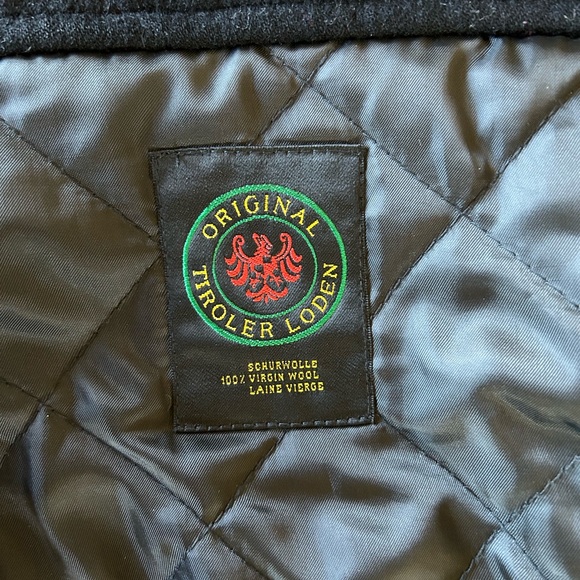 ORIGINAL
TIROLER LODEN
SCHURWOLLE
100% VIRGIN WOOL
LAINE VIERGE